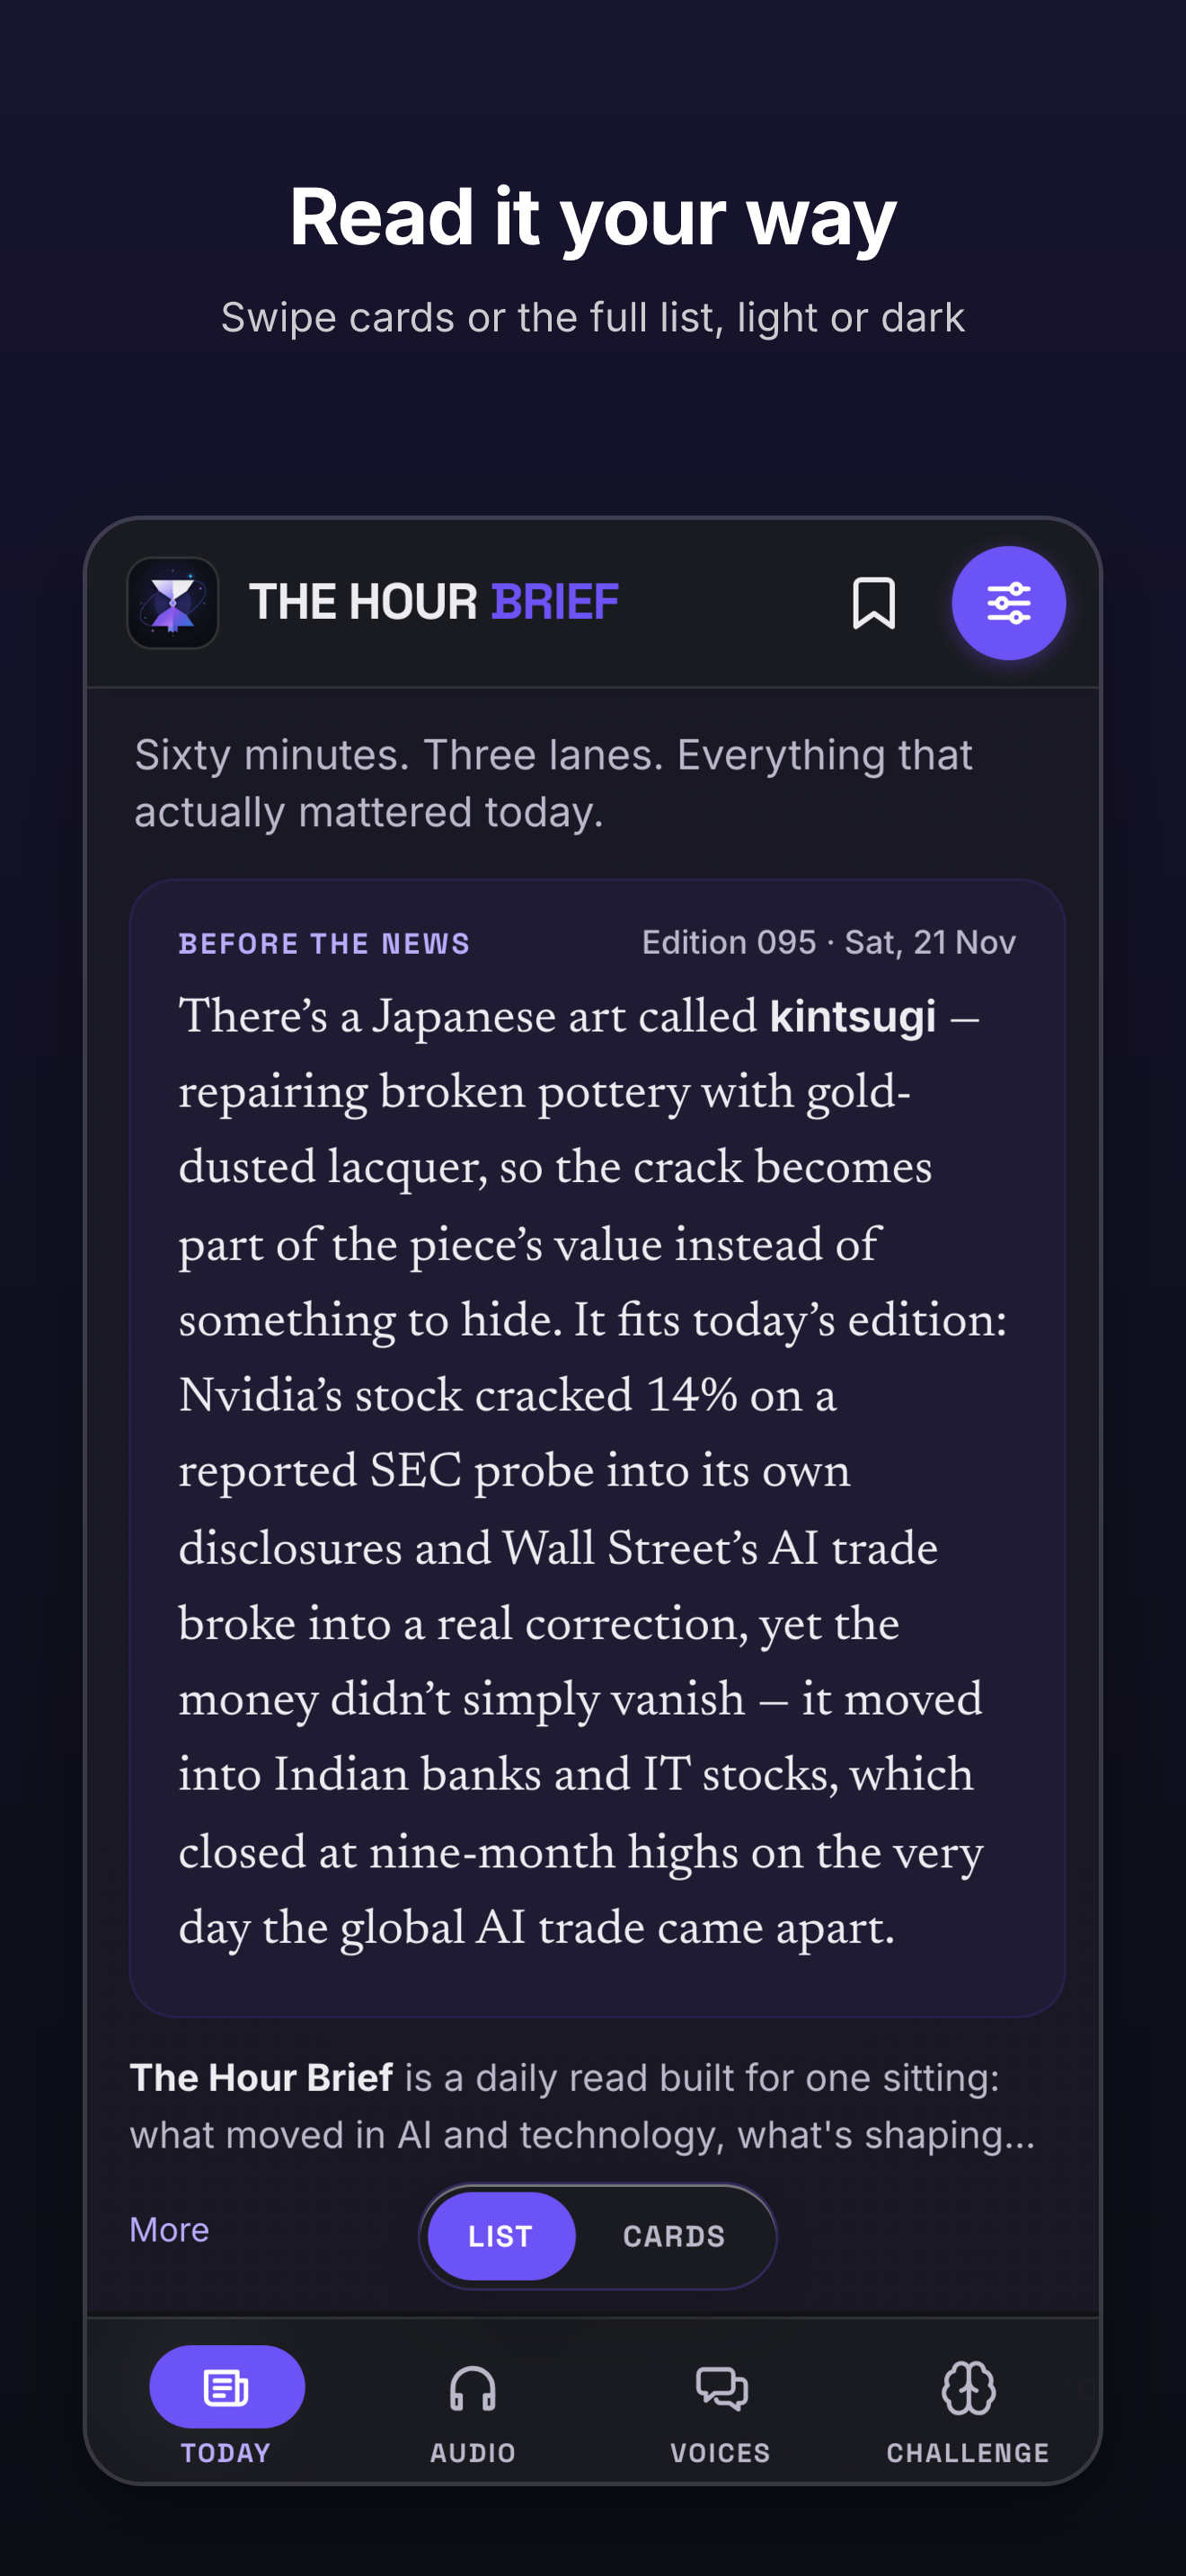 Read it your way
Swipe cards or the full list, light or dark
THE HOUR BRIEF
Sixty minutes. Three lanes. Everything that
actually mattered today.
BEFORE THE NEWS
Edition 095 · Sat, 21 Nov
There’s a Japanese art called kintsugi —
repairing broken pottery with gold-
dusted lacquer, so the crack becomes
part of the piece’s value instead of
something to hide. It fits today’s edition:
Nvidia’s stock cracked 14% on a
reported SEC probe into its own
disclosures and Wall Street’s AI trade
broke into a real correction, yet the
money didn’t simply vanish — it moved
into Indian banks and IT stocks, which
closed at nine-month highs on the very
day the global AI trade came apart.
The Hour Brief is a daily read built for one sitting:
what moved in AI and technology, what's shaping...
More
LIST
CARDS
TODAY
AUDIO
VOICES
CHALLENGE